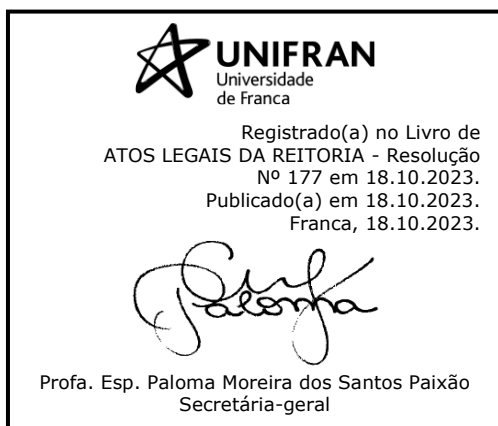 UNIFRAN
Universidade
de Franca
Registrado(a) no Livro de
ATOS LEGAIS DA REITORIA - Resolução
Nº 177 em 18.10.2023.
Publicado(a) em 18.10.2023.
Franca, 18.10.2023.
Paloma
Profa. Esp. Paloma Moreira dos Santos Paixão
Secretária-geral